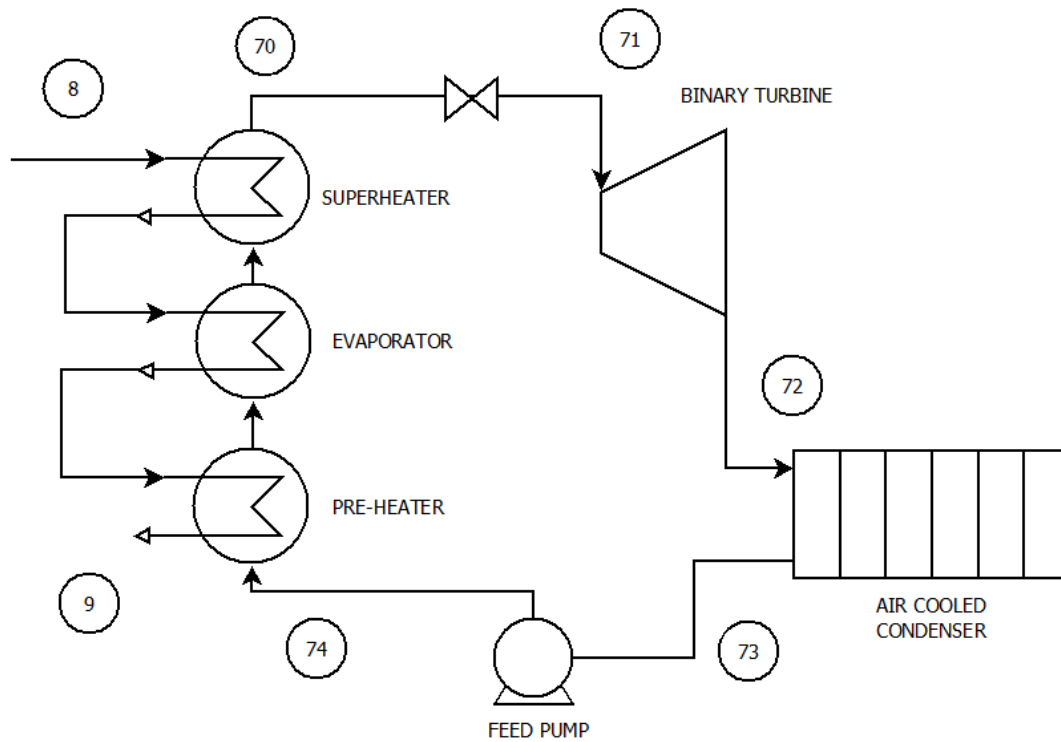 70
71
8
BINARY TURBINE
SUPERHEATER
EVAPORATOR
72
PRE-HEATER
9
74
73
AIR COOLED
CONDENSER
FEED PUMP